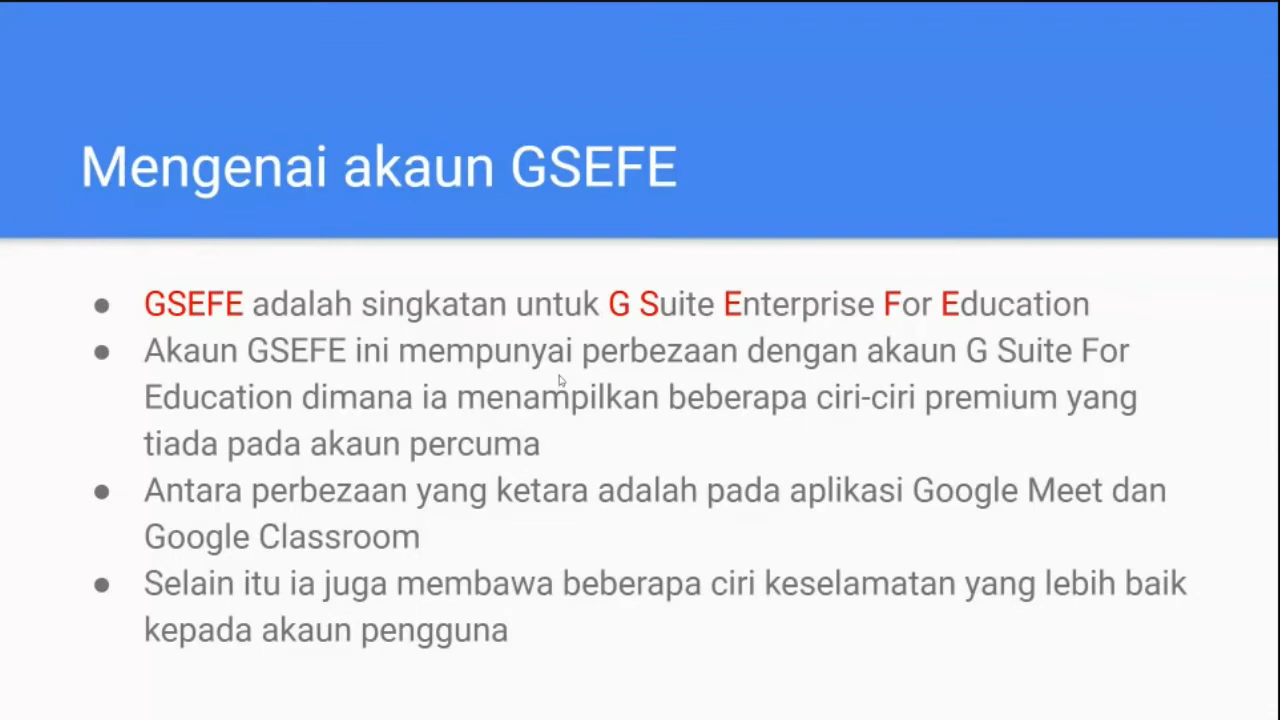 Mengenai akaun GSEFE
● GSEFE adalah singkatan untuk G Suite Enterprise For Education
● Akaun GSEFE ini mempunyai perbezaan dengan akaun G Suite For
Education dimana ia menampilkan beberapa ciri-ciri premium yang
tiada pada akaun percuma
● Antara perbezaan yang ketara adalah pada aplikasi Google Meet dan
Google Classroom
● Selain itu ia juga membawa beberapa ciri keselamatan yang lebih baik
kepada akaun pengguna